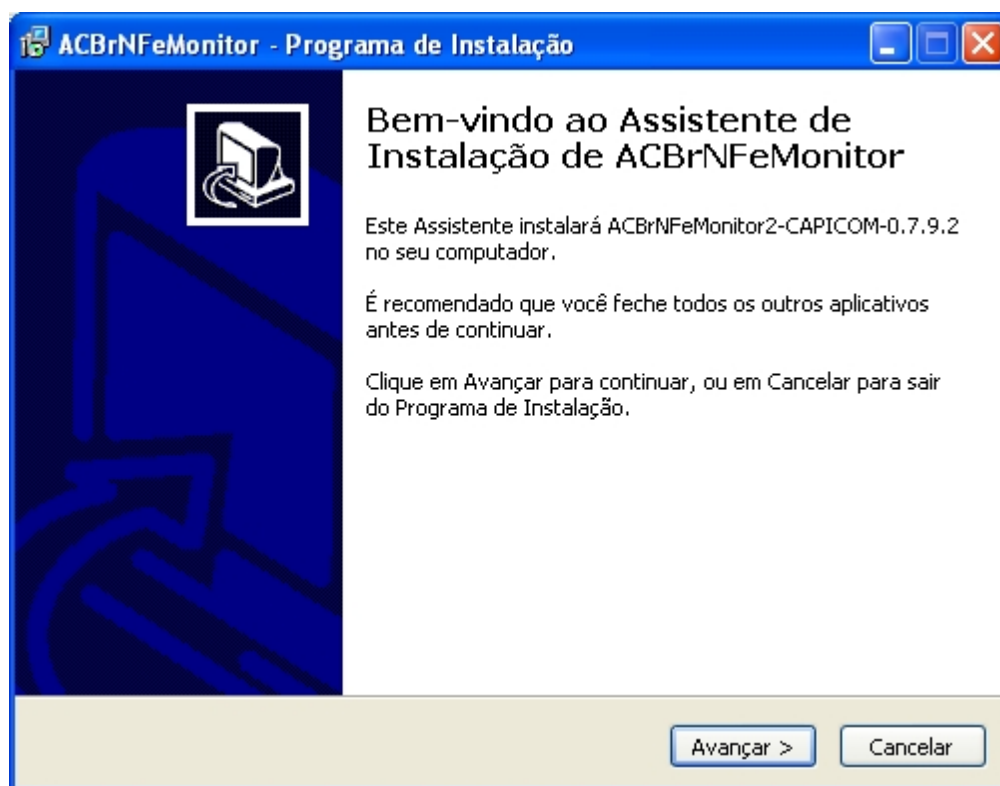 ACBrNFeMonitor - Programa de Instalação
Bem-vindo ao Assistente de
Instalação de ACBrNFeMonitor
Este Assistente instalará ACBrNFeMonitor2-CAPICOM-0.7.9.2
no seu computador.
É recomendado que você feche todos os outros aplicativos
antes de continuar.
Clique em Avançar para continuar, ou em Cancelar para sair
do Programa de Instalação.
Avançar >
Cancelar